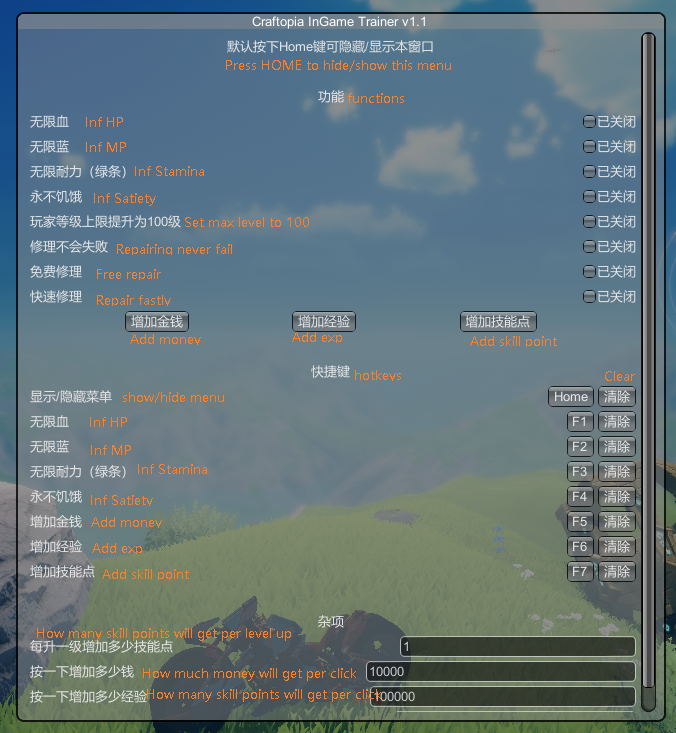 Craftopia InGame Trainer v1.1
默认按下Home键可隐藏/显示本窗口
Press HOME to hide/show this menu
功能 functions
无限血 Inf HP 已关闭
无限蓝 Inf MP 已关闭
无限耐力（绿条） Inf Stamina 已关闭
永不饥饿 Inf Satiety 已关闭
玩家等级上限提升为100级 Set max level to 100 已关闭
修理不会失败 Repairing never fail 已关闭
免费修理 Free repair 已关闭
快速修理 Repair fastly 已关闭
增加金钱 增加经验 增加技能点
Add money Add exp Add skill point
快捷键 hotkeys Clear
显示/隐藏菜单 show/hide menu Home 清除
无限血 Inf HP F1 清除
无限蓝 Inf MP F2 清除
无限耐力（绿条） Inf Stamina F3 清除
永不饥饿 Inf Satiety F4 清除
增加金钱 Add money F5 清除
增加经验 Add exp F6 清除
增加技能点 Add skill point F7 清除
杂项
How many skill points will get per level up
每升一级增加多少技能点 1
按一下增加多少钱 How much money will get per click 10000
按一下增加多少经验 How many skill points will get per click 100000